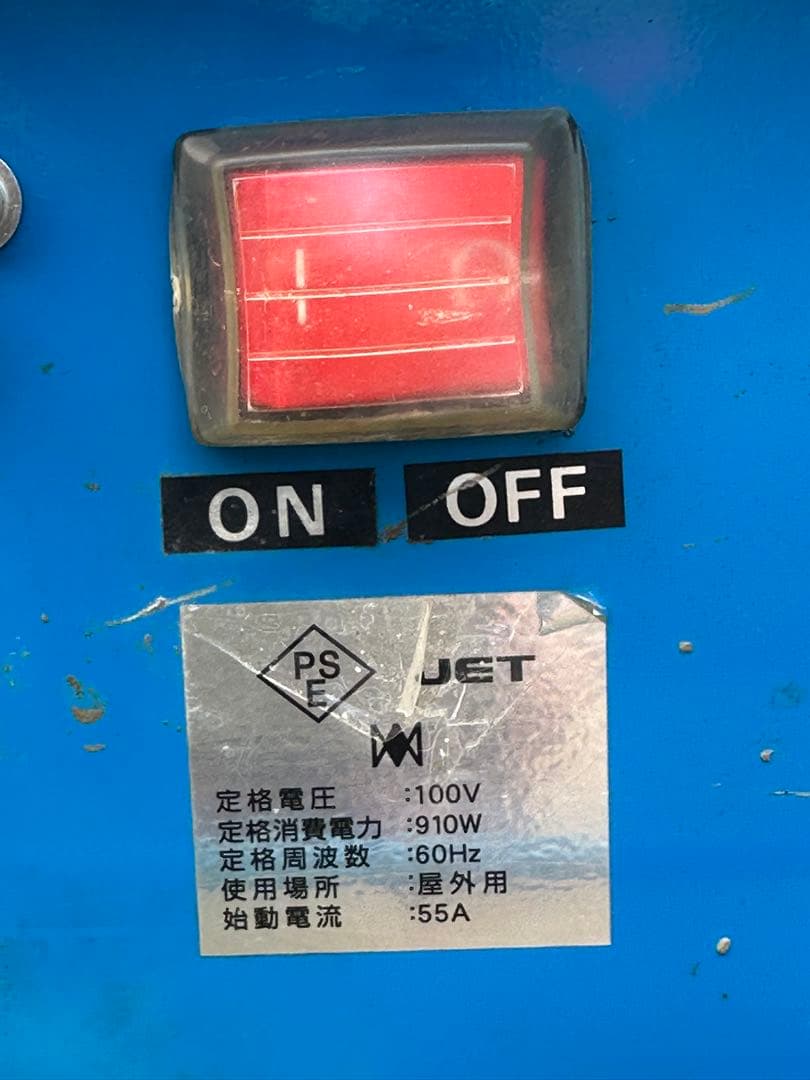 ON OFF
PS
E
JET
定格電圧 :100V
定格消費電力 :910W
定格周波数 :60Hz
使用場所 :屋外用
始動電流 :55A